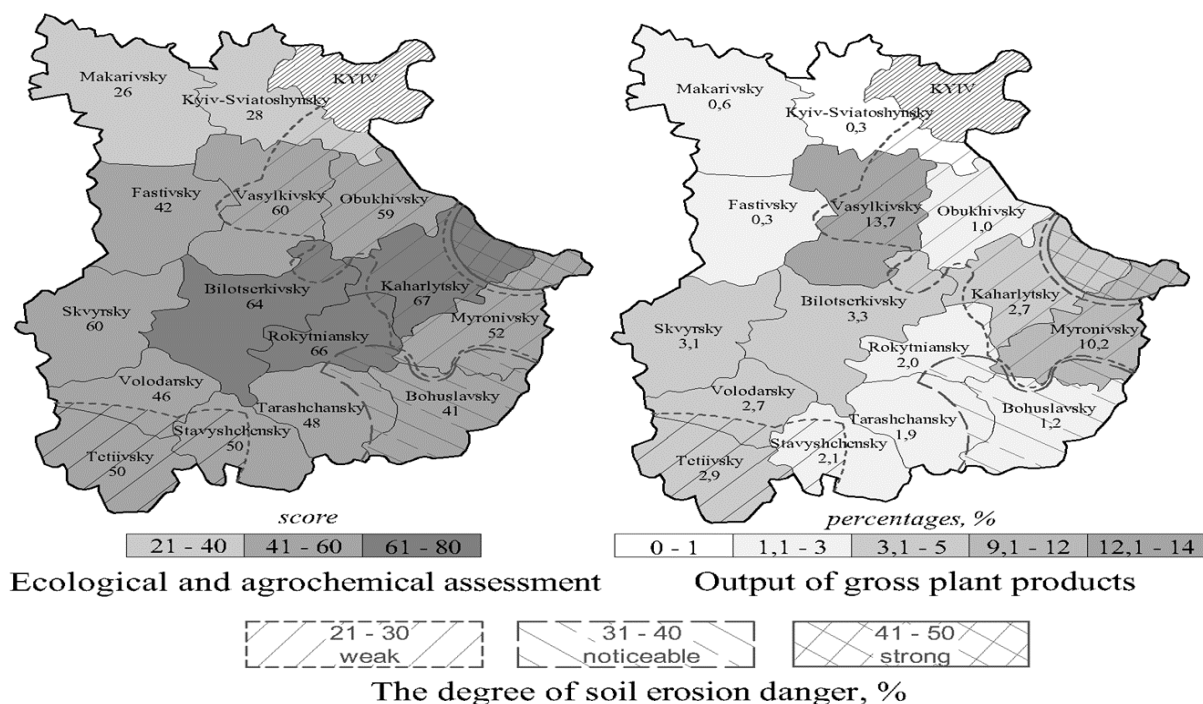 KYIV
Makarivsky
26
Kyiv-Sviatoshynsky
28
Fastivsky
42
Vasylkivsky
60
Obukhivsky
59
Bilotserkivsky
64
Kaharlytsky
67
Skvyrsky
60
Rokytniansky
66
Myronivsky
52
Volodarsky
46
Tarashchansky
48
Bohuslavsky
41
Stavyshchensky
50
Tetiivsky
50
score
21 - 40 41 - 60 61 - 80
Ecological and agrochemical assessment
KYIV
Makarivsky
0,6
Kyiv-Sviatoshynsky
0,3
Fastivsky
0,3
Vasylkivsky
13,7
Obukhivsky
1,0
Bilotserkivsky
3,3
Kaharlytsky
2,7
Skvyrsky
3,1
Rokytniansky
2,0
Myronivsky
10,2
Volodarsky
2,7
Tarashchansky
1,9
Bohuslavsky
1,2
Stavyshchensky
2,1
Tetiivsky
2,9
percentages, %
0 - 1 1,1 - 3 3,1 - 5 9,1 - 12 12,1 - 14
Output of gross plant products
21 - 30
weak
31 - 40
noticeable
41 - 50
strong
The degree of soil erosion danger, %